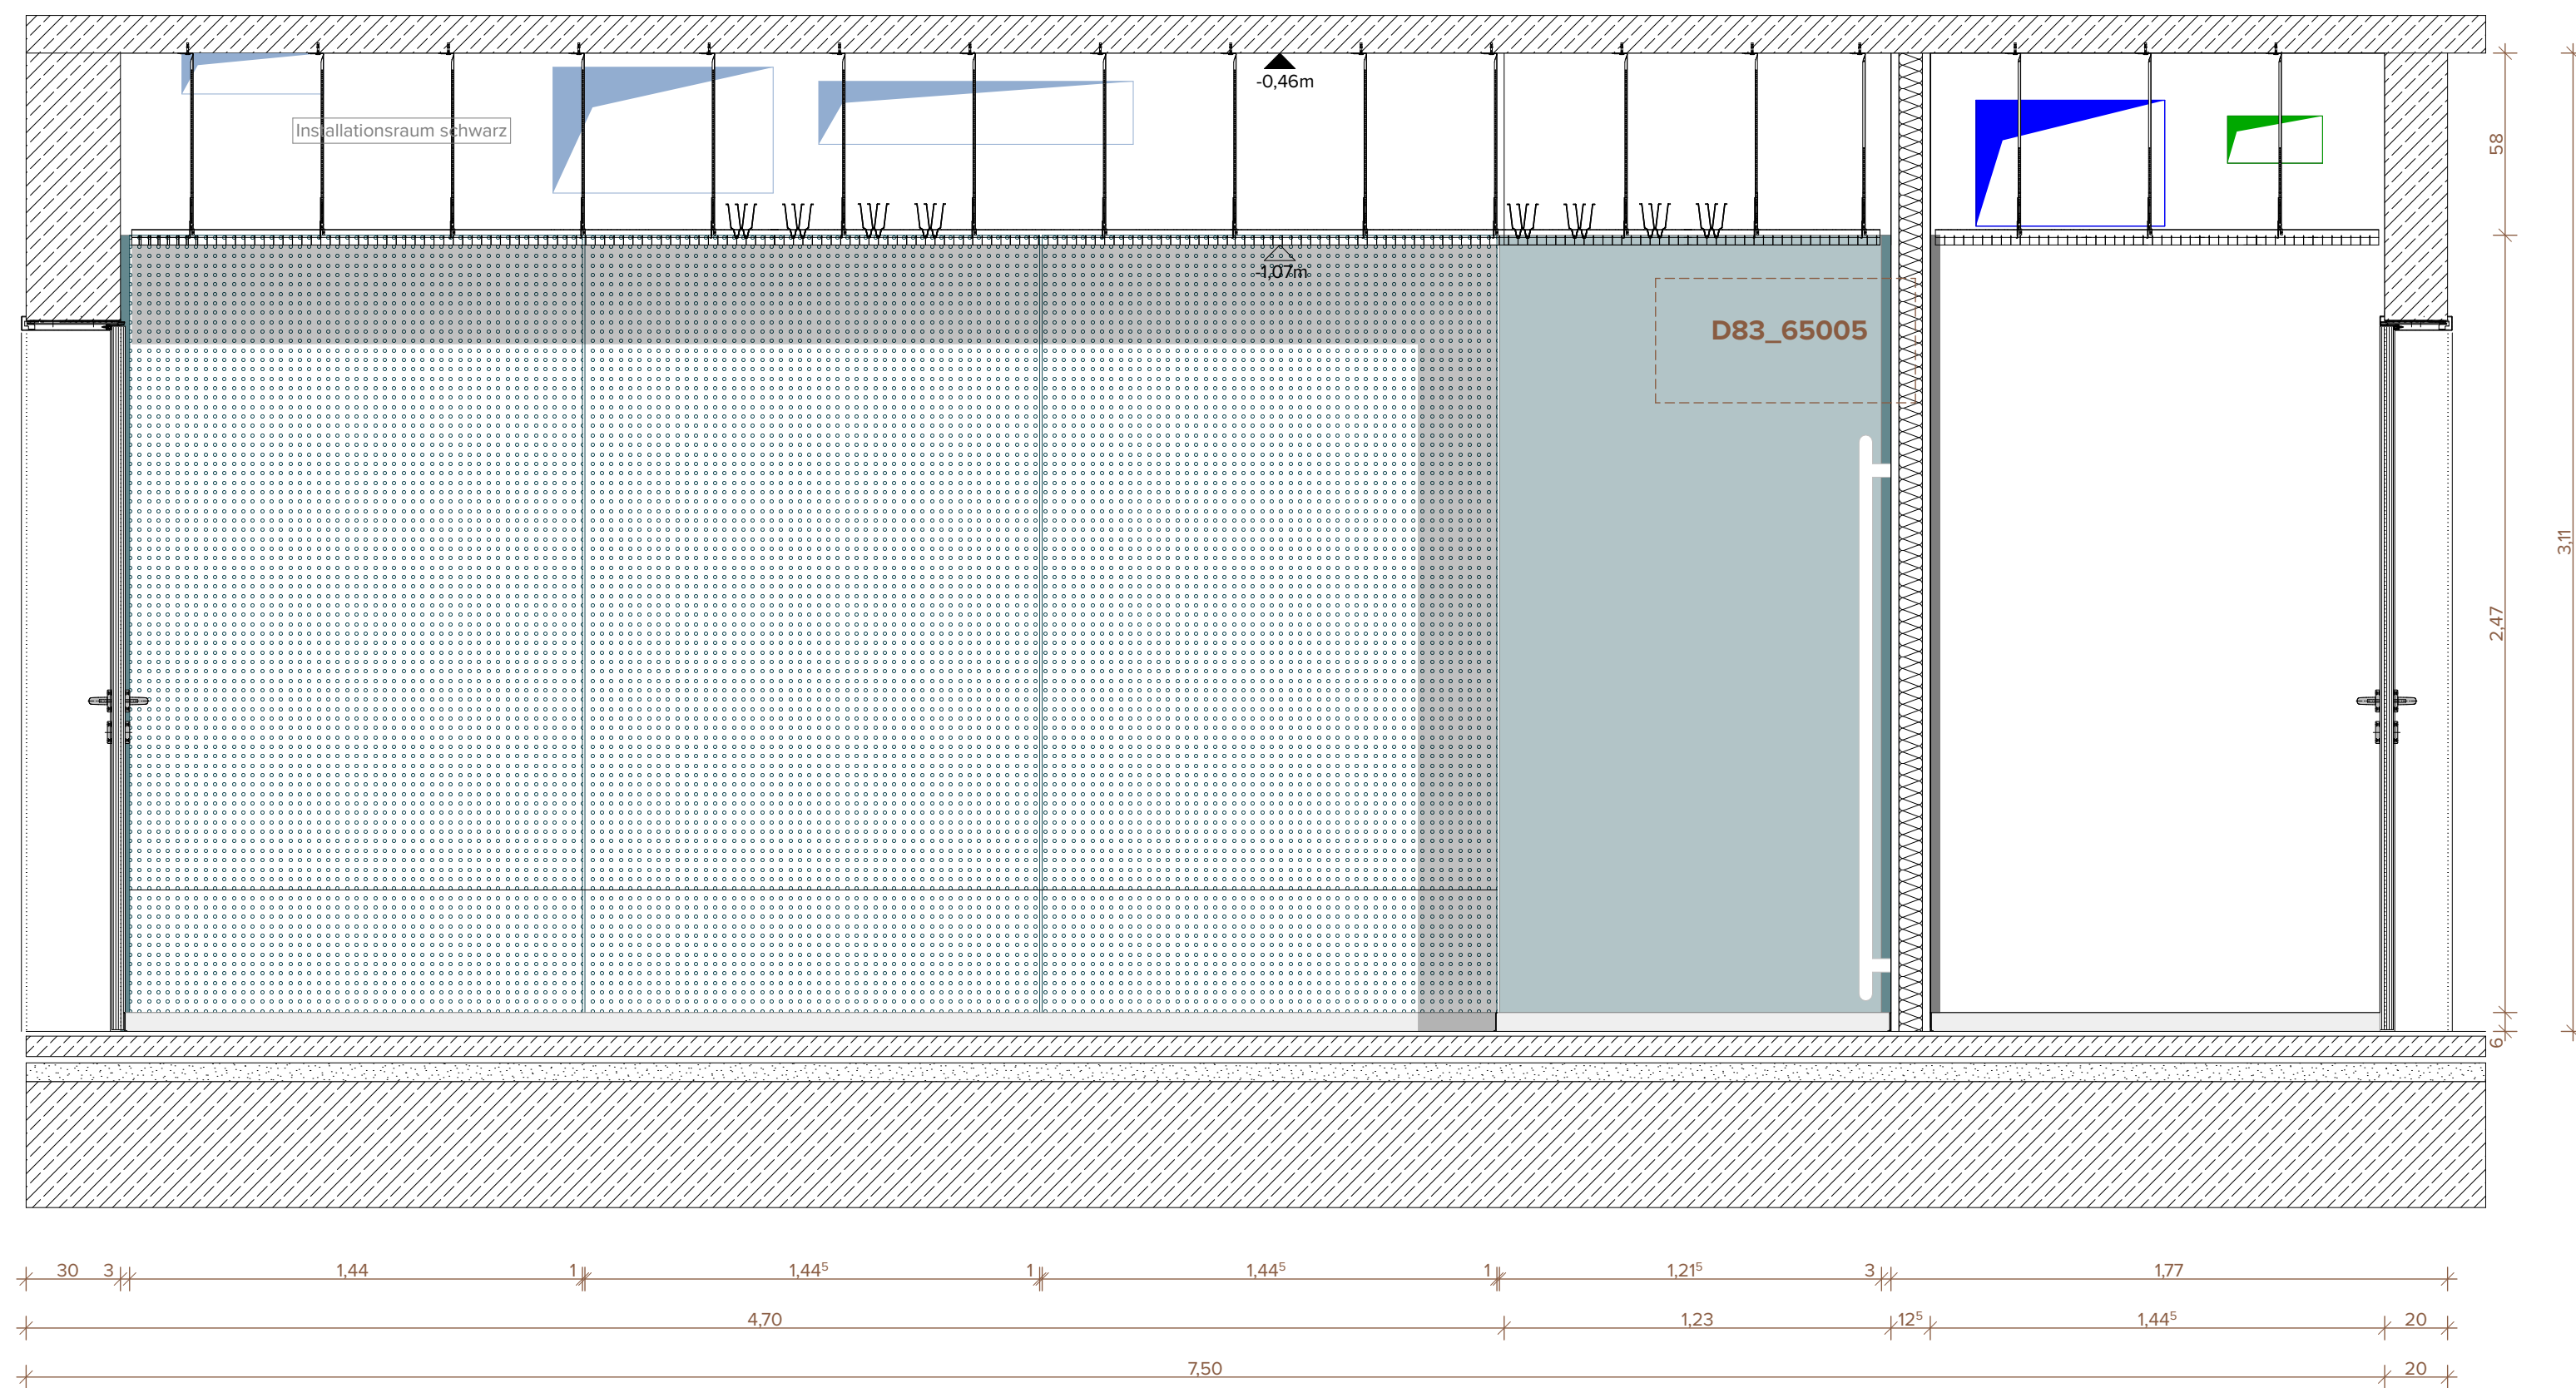 -0,46m
Installationsraum schwarz
58
-1,07m
D83_65005
3,11
2,47
6
30 3 1,44 1 1,44⁵ 1 1,44⁵ 1 1,21⁵ 3 1,77
4,70 1,23 12⁵ 1,44⁵ 20
7,50 20